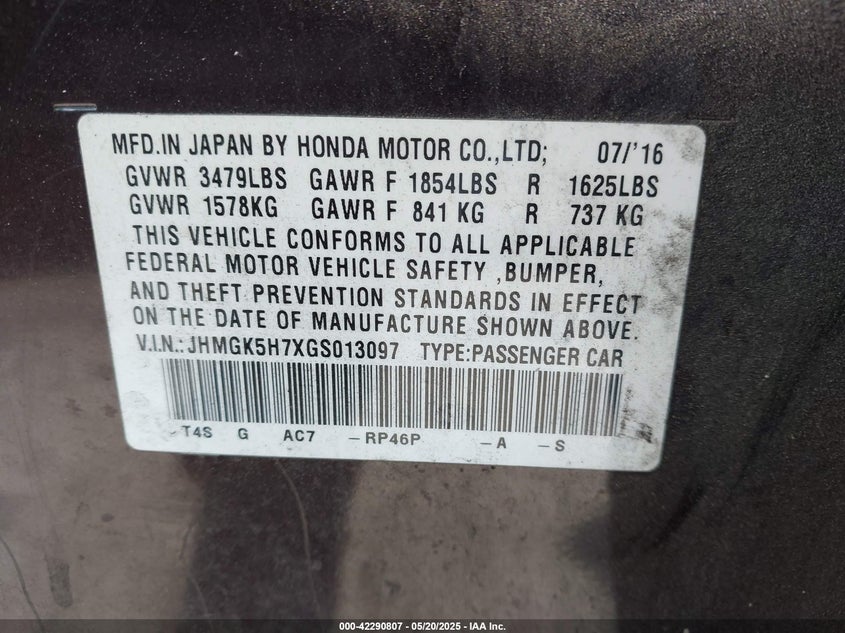 MFD.IN JAPAN BY HONDA MOTOR CO.,LTD; 07/'16
GVWR 3479LBS GAWR F 1854LBS R 1625LBS
GVWR 1578KG GAWR F 841 KG R 737 KG
THIS VEHICLE CONFORMS TO ALL APPLICABLE
FEDERAL MOTOR VEHICLE SAFETY ,BUMPER,
AND THEFT PREVENTION STANDARDS IN EFFECT
ON THE DATE OF MANUFACTURE SHOWN ABOVE.
V.I.N.: JHMGK5H7XGS013097 TYPE:PASSENGER CAR
T4S G AC7 –RP46P –A –S
000-42290807 — 05/20/2025 — IAA Inc.